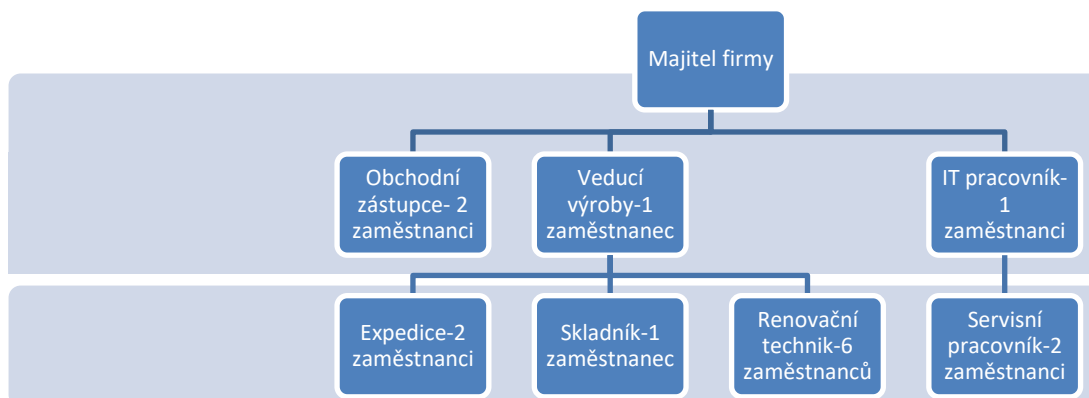 Majitel firmy
Obchodní
zástupce- 2
zaměstnanci
Veducí
výroby-1
zaměstnanec
IT pracovník-
1
zaměstnanci
Expedice-2
zaměstnanci
Skladník-1
zaměstnanec
Renovační
technik-6
zaměstnanců
Servisní
pracovník-2
zaměstnanci